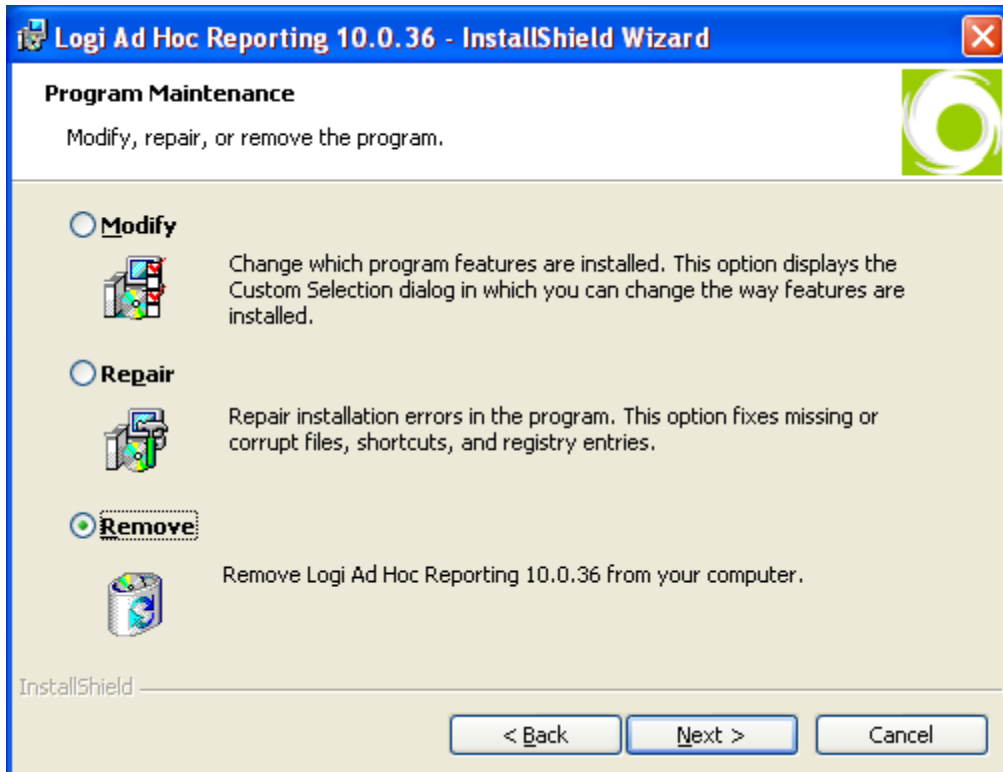 Logi Ad Hoc Reporting 10.0.36 - InstallShield Wizard
Program Maintenance
Modify, repair, or remove the program.
Modify
Change which program features are installed. This option displays the
Custom Selection dialog in which you can change the way features are
installed.
Repair
Repair installation errors in the program. This option fixes missing or
corrupt files, shortcuts, and registry entries.
Remove
Remove Logi Ad Hoc Reporting 10.0.36 from your computer.
InstallShield
< Back Next > Cancel